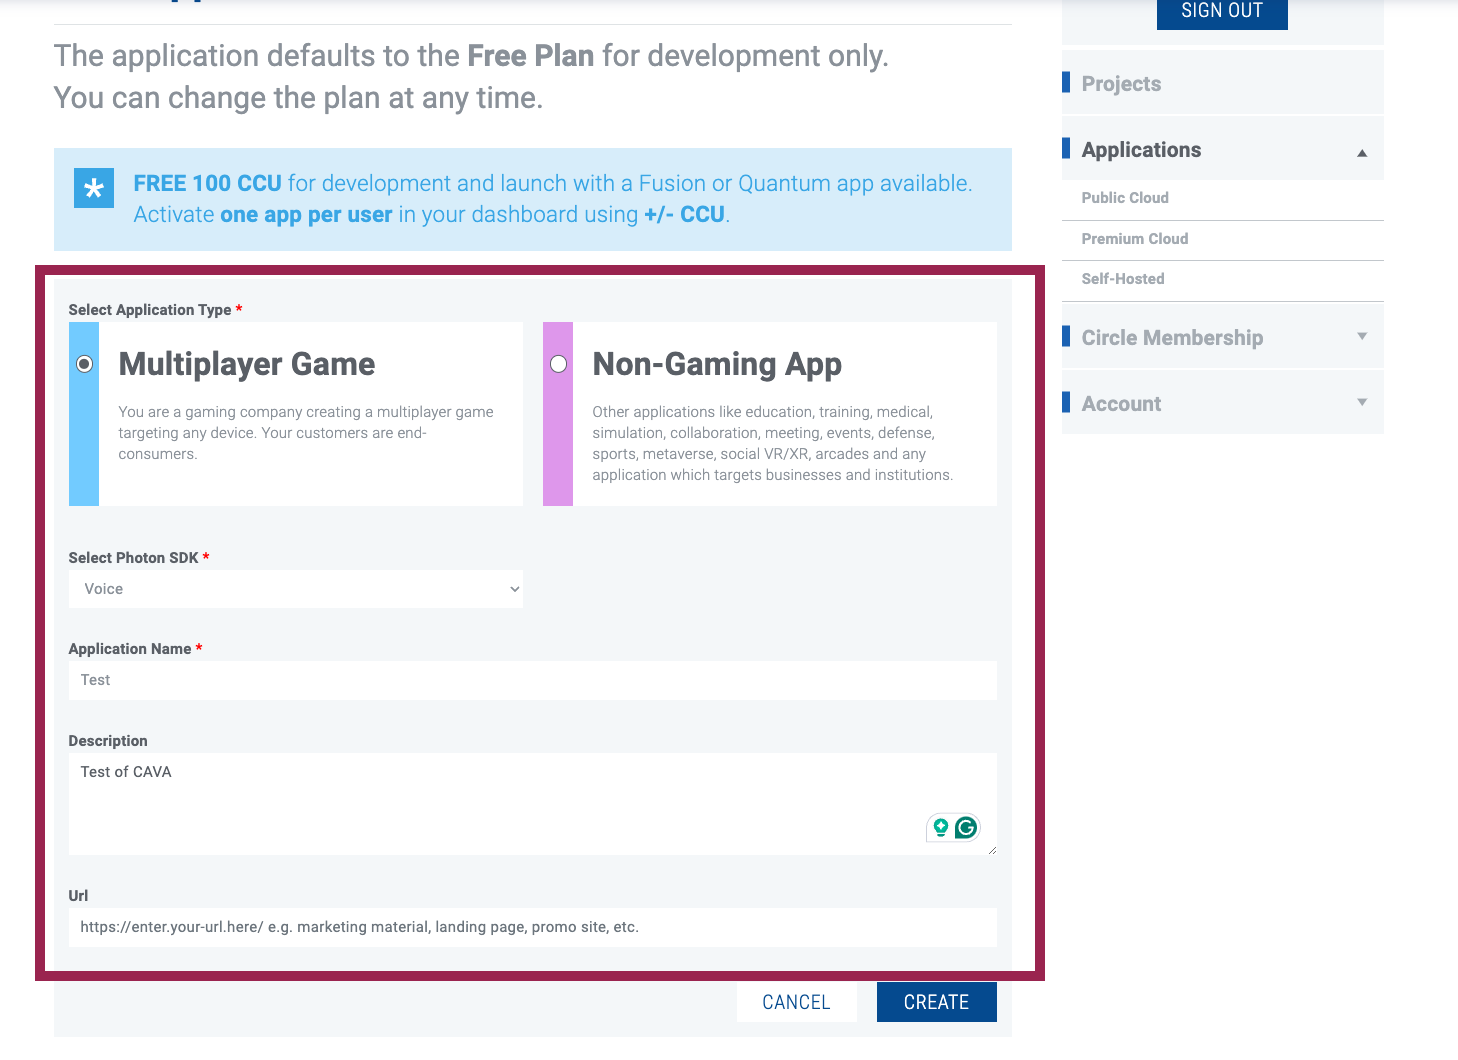 The application defaults to the Free Plan for development only.
You can change the plan at any time.
FREE 100 CCU for development and launch with a Fusion or Quantum app available.
Activate one app per user in your dashboard using +/- CCU.
Select Application Type *
Multiplayer Game
You are a gaming company creating a multiplayer game
targeting any device. Your customers are end-
consumers.
Non-Gaming App
Other applications like education, training, medical,
simulation, collaboration, meeting, events, defense,
sports, metaverse, social VR/XR, arcades and any
application which targets businesses and institutions.
Select Photon SDK *
Voice
Application Name *
Test
Description
Test of CAVA
Url
https://enter.your-url.here/ e.g. marketing material, landing page, promo site, etc.
CANCEL
CREATE
SIGN OUT
Projects
Applications
Public Cloud
Premium Cloud
Self-Hosted
Circle Membership
Account